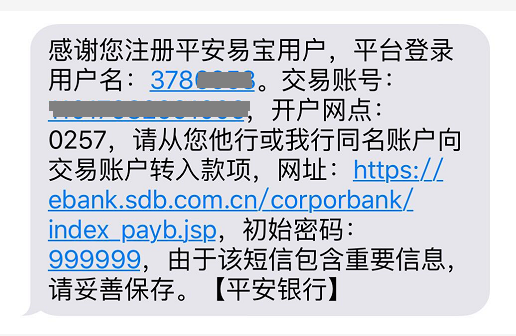 感谢您注册平安易宝用户，平台登录
用户名：378。交易账号：
，开户网点：
0257，请从您他行或我行同名账户向
交易账户转入款项，网址：https://
ebank.sdb.com.cn/corporbank/
index_payb.jsp，初始密码：
999999，由于该短信包含重要信息，
请妥善保存。【平安银行】